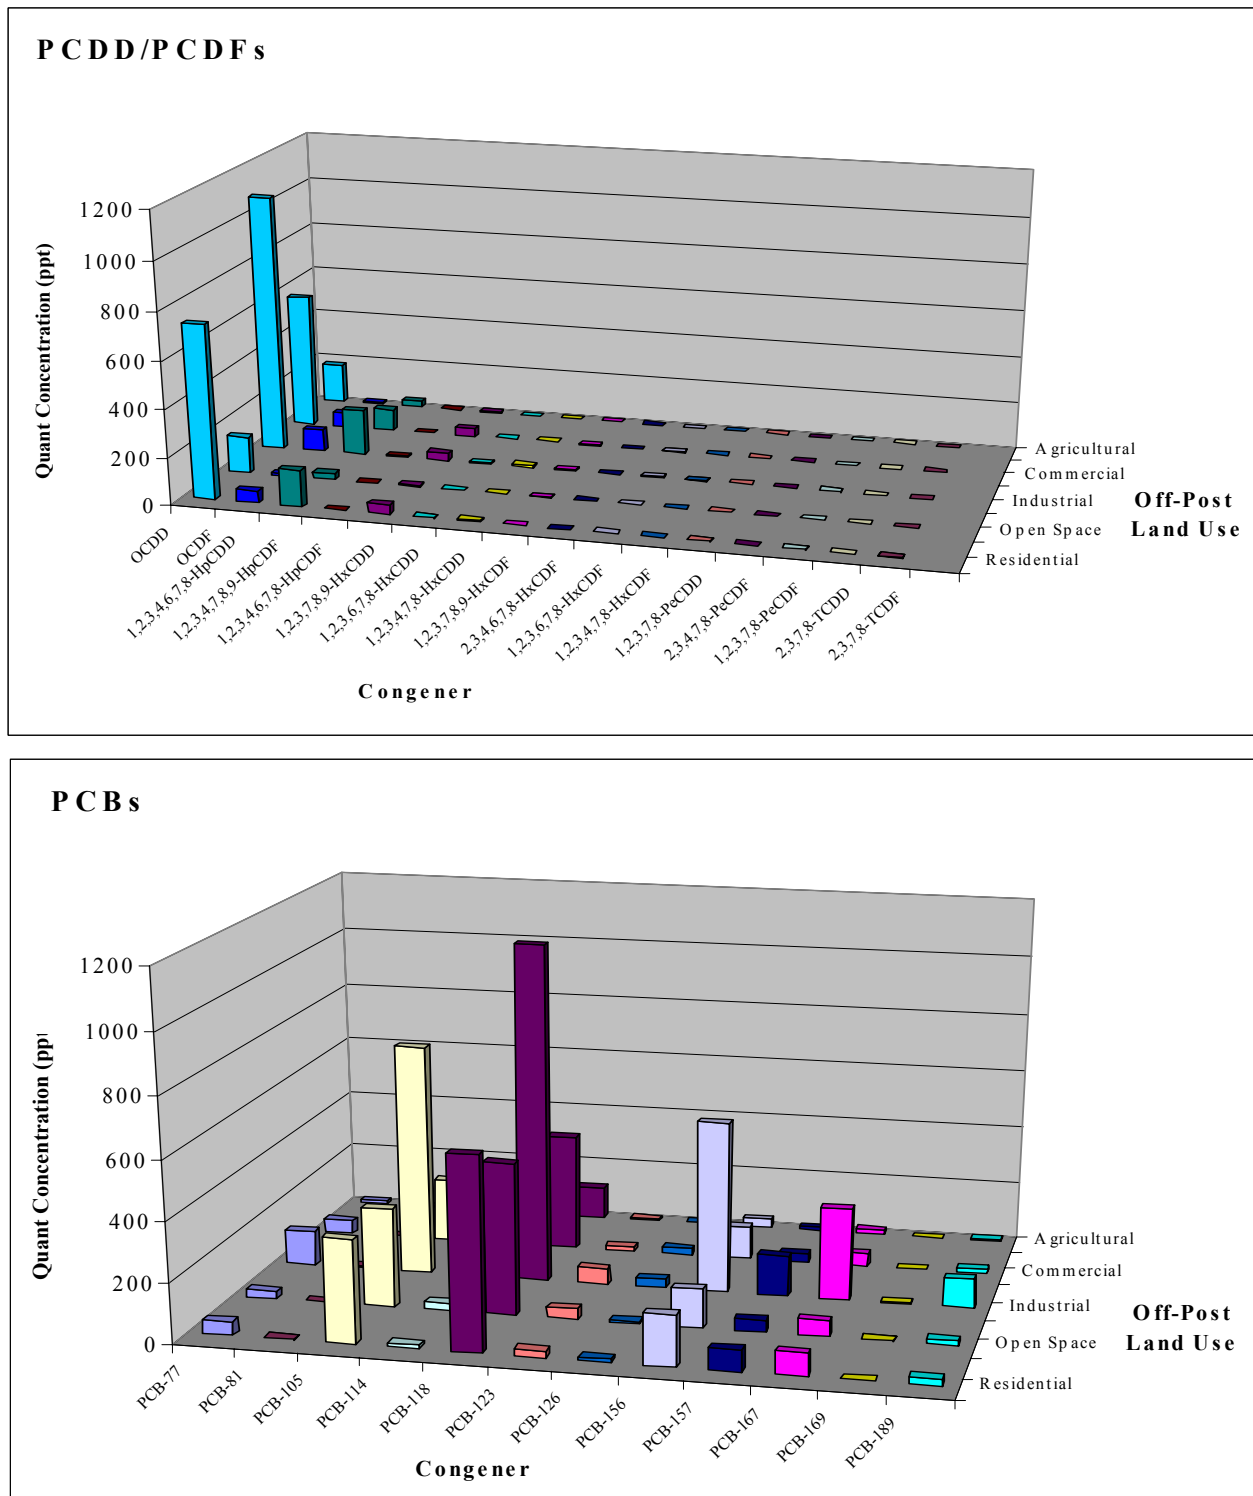 PCDD/PCDFs
1200
1000
800
600
400
200
0
Quant Concentration (ppt)
OCDD
OCDF
1,2,3,4,6,7,8-HpCDD
1,2,3,4,7,8,9-HpCDF
1,2,3,4,6,7,8-HpCDF
1,2,3,7,8,9-HxCDD
1,2,3,6,7,8-HxCDD
1,2,3,4,7,8-HxCDD
1,2,3,7,8,9-HxCDF
2,3,4,6,7,8-HxCDF
1,2,3,6,7,8-HxCDF
1,2,3,4,7,8-HxCDF
1,2,3,7,8-PeCDD
2,3,4,7,8-PeCDF
1,2,3,7,8-PeCDF
2,3,7,8-TCDD
2,3,7,8-TCDF
Congener
Agricultural
Commercial
Industrial
Open Space
Residential
Off-Post
Land Use
PCBs
1200
1000
800
600
400
200
0
Quant Concentration (ppt
PCB-77
PCB-81
PCB-105
PCB-114
PCB-118
PCB-123
PCB-126
PCB-156
PCB-157
PCB-167
PCB-169
PCB-189
Congener
Agricultural
Commercial
Industrial
Open Space
Residential
Off-Post
Land Use